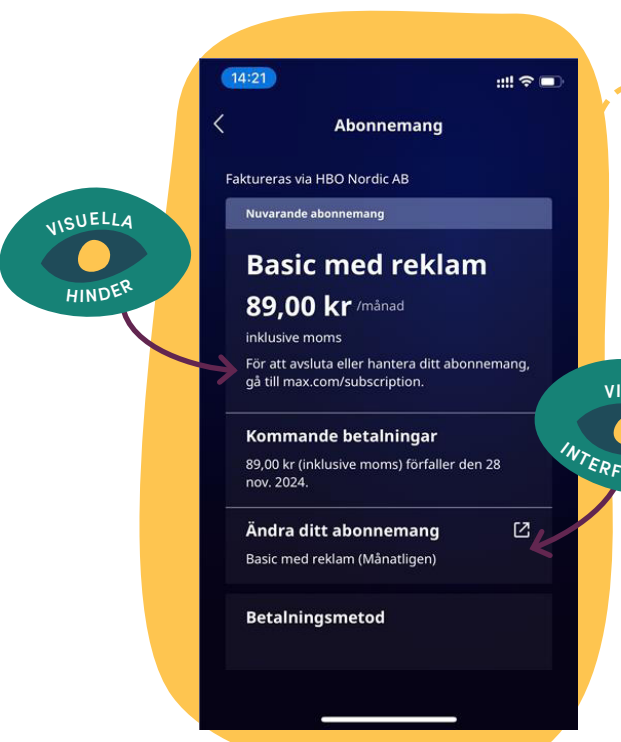 14:21
Abonnemang
Faktureras via HBO Nordic AB
Nuvarande abonnemang
VISUELLA
HINDER
Basic med reklam
89,00 kr /månad
inklusive moms
För att avsluta eller hantera ditt abonnemang,
gå till max.com/subscription.
Kommande betalningar
89,00 kr (inklusive moms) förfaller den 28
nov. 2024.
Ändra ditt abonnemang
Basic med reklam (Månatligen)
Betalningsmetod